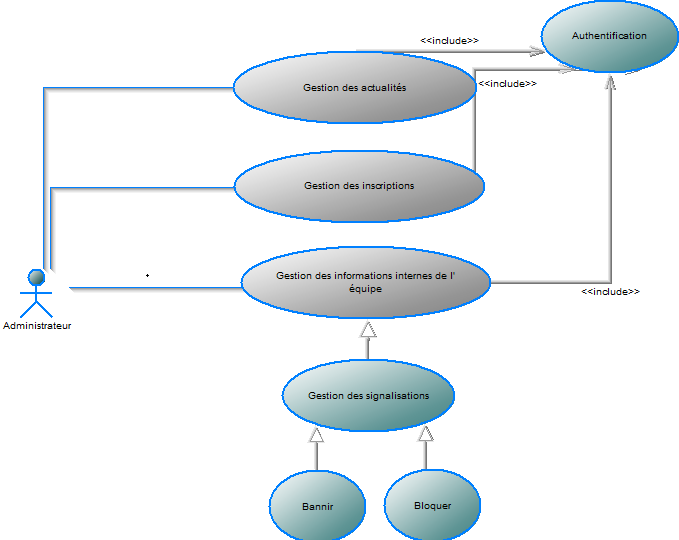 Authentification
<<include>>
Gestion des actualités
<<include>>
Gestion des inscriptions
Gestion des informations internes de l'
équipe
<<include>>
Administrateur
Gestion des signalisations
Bannir
Bloquer